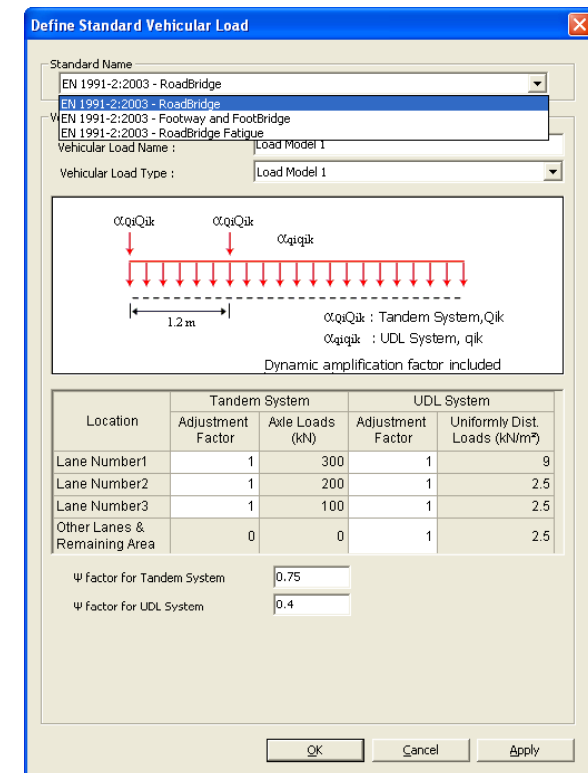 Define Standard Vehicular Load
Standard Name
EN 1991-2:2003 - RoadBridge
EN 1991-2:2003 - RoadBridge
EN 1991-2:2003 - Footway and FootBridge
EN 1991-2:2003 - RoadBridge Fatigue
Vehicular Load Name : Load Model 1
Vehicular Load Type : Load Model 1
αQiQik αQiQik
αqiqik
1.2 m
αQiQik : Tandem System,Qik
αqiqik : UDL System, qik
Dynamic amplification factor included
Location Tandem System UDL System
Adjustment Factor Axle Loads (kN) Adjustment Factor Uniformly Dist. Loads (kN/m²)
Lane Number1 1 300 1 9
Lane Number2 1 200 1 2.5
Lane Number3 1 100 1 2.5
Other Lanes & Remaining Area 0 0 1 2.5
Ψ factor for Tandem System 0.75
Ψ factor for UDL System 0.4
OK Cancel Apply